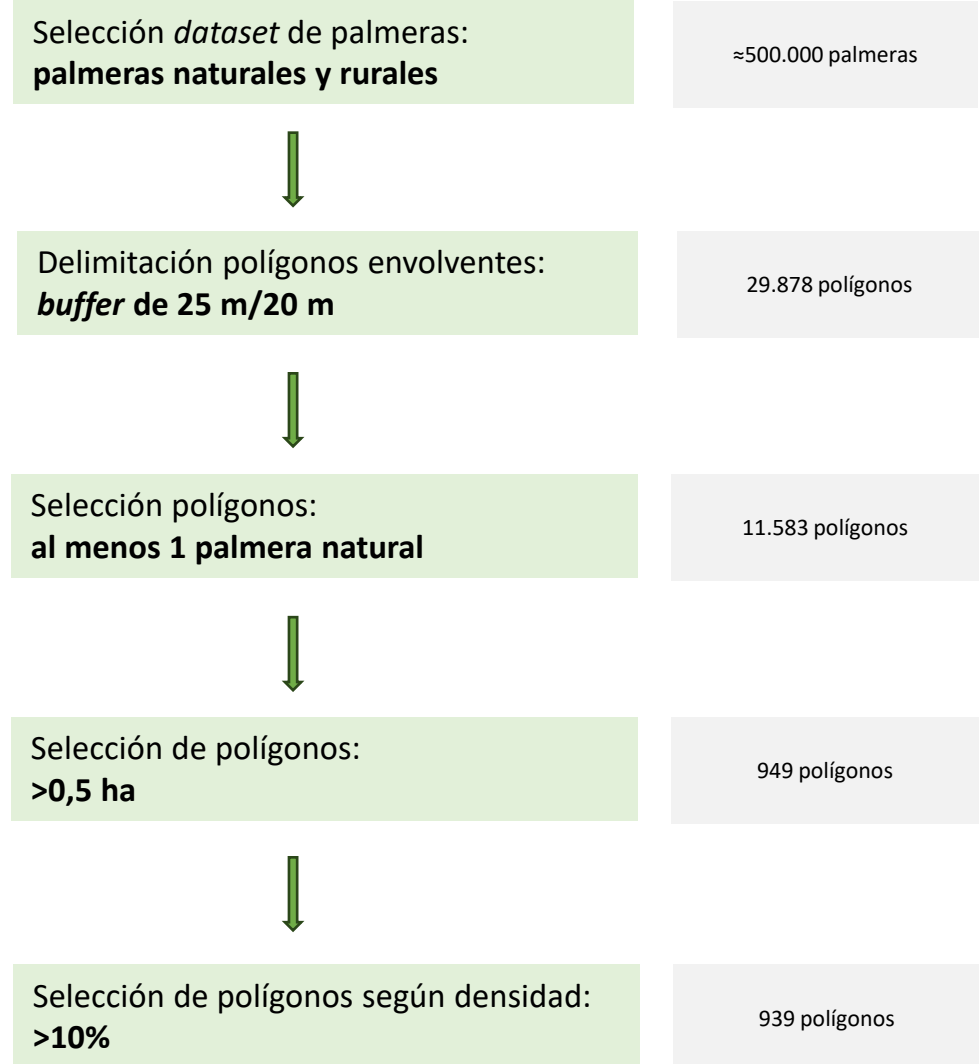 Selección dataset de palmeras:
palmeras naturales y rurales
≈500.000 palmeras
Delimitación polígonos envolventes:
buffer de 25 m/20 m
29.878 polígonos
Selección polígonos:
al menos 1 palmera natural
11.583 polígonos
Selección de polígonos:
>0,5 ha
949 polígonos
Selección de polígonos según densidad:
>10%
939 polígonos